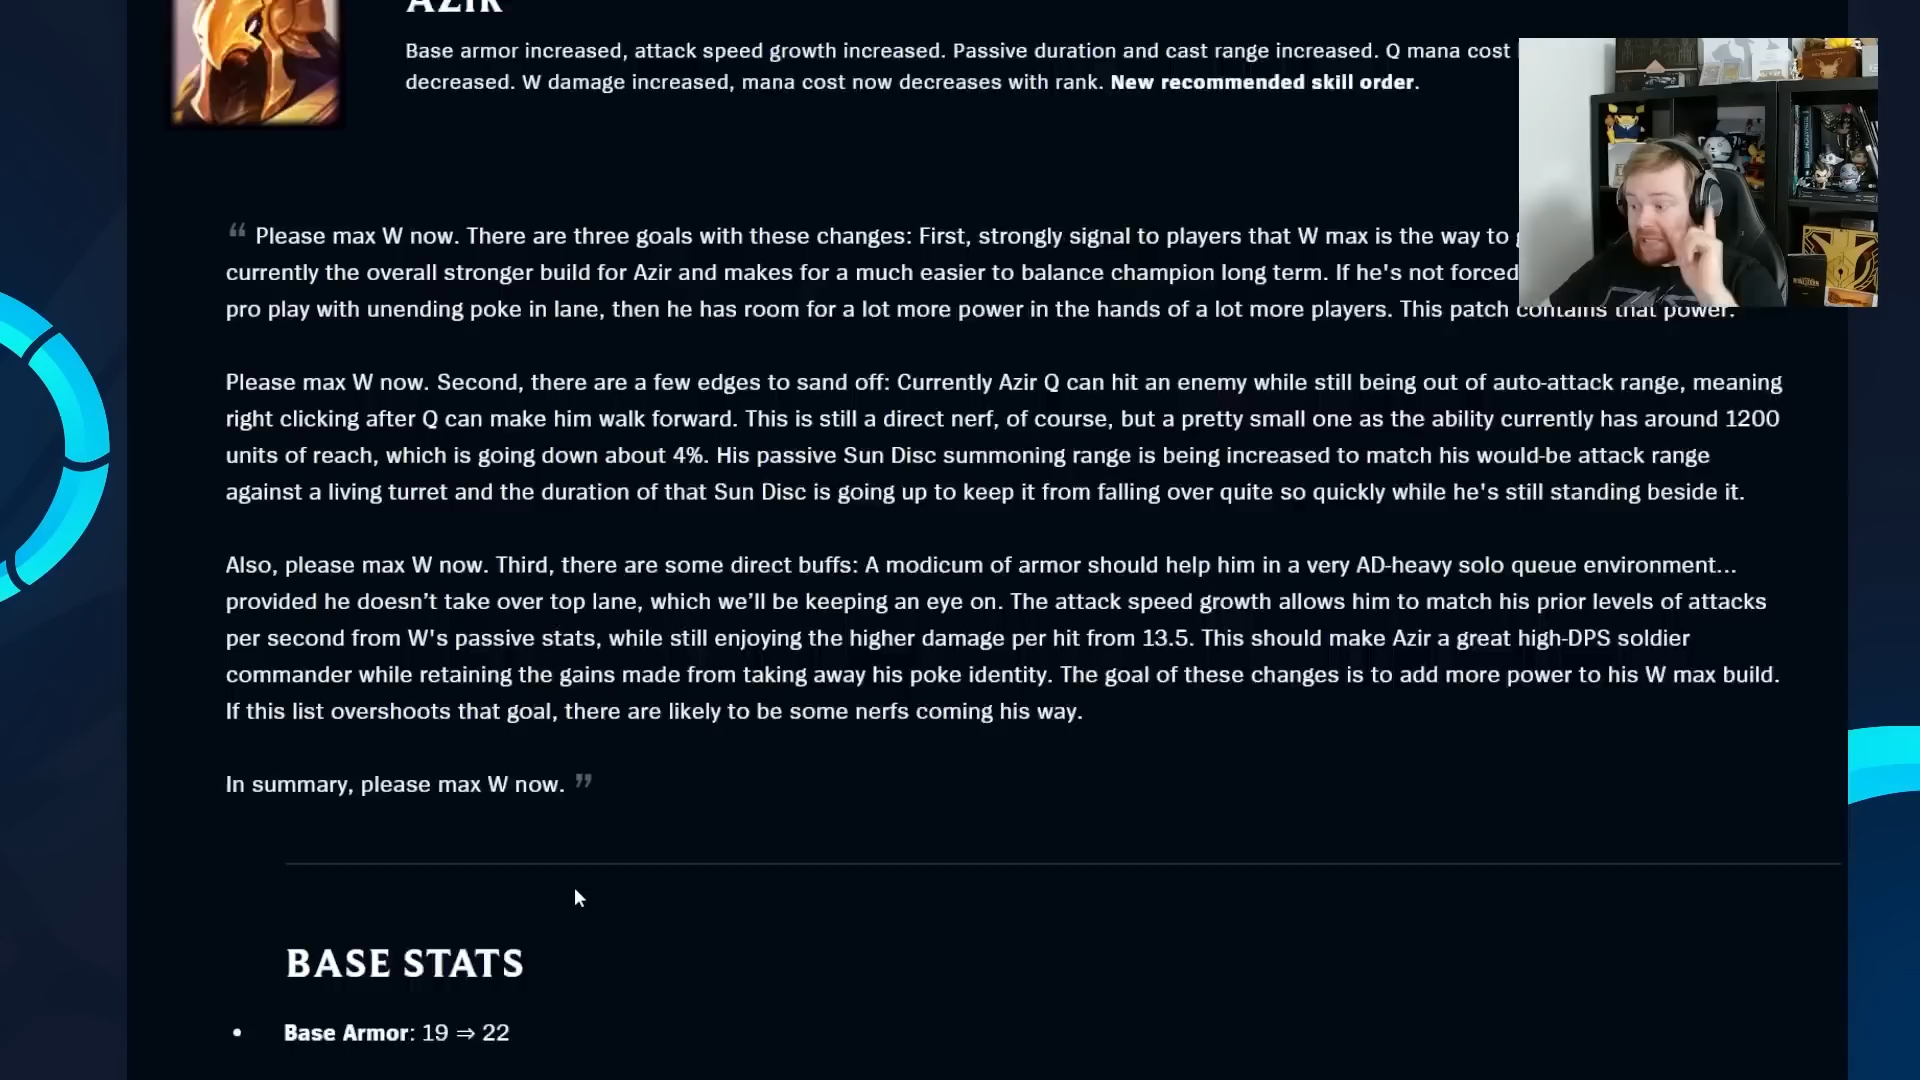 AZIR
Base armor increased, attack speed growth increased. Passive duration and cast range increased. Q mana cost
decreased. W damage increased, mana cost now decreases with rank. New recommended skill order.
“ Please max W now. There are three goals with these changes: First, strongly signal to players that W max is the way to
currently the overall stronger build for Azir and makes for a much easier to balance champion long term. If he's not forced
pro play with unending poke in lane, then he has room for a lot more power in the hands of a lot more players. This patch contains that power.
Please max W now. Second, there are a few edges to sand off: Currently Azir Q can hit an enemy while still being out of auto-attack range, meaning
right clicking after Q can make him walk forward. This is still a direct nerf, of course, but a pretty small one as the ability currently has around 1200
units of reach, which is going down about 4%. His passive Sun Disc summoning range is being increased to match his would-be attack range
against a living turret and the duration of that Sun Disc is going up to keep it from falling over quite so quickly while he's still standing beside it.
Also, please max W now. Third, there are some direct buffs: A modicum of armor should help him in a very AD-heavy solo queue environment...
provided he doesn’t take over top lane, which we’ll be keeping an eye on. The attack speed growth allows him to match his prior levels of attacks
per second from W's passive stats, while still enjoying the higher damage per hit from 13.5. This should make Azir a great high-DPS soldier
commander while retaining the gains made from taking away his poke identity. The goal of these changes is to add more power to his W max build.
If this list overshoots that goal, there are likely to be some nerfs coming his way.
In summary, please max W now. ”
BASE STATS
• Base Armor: 19 ⇒ 22